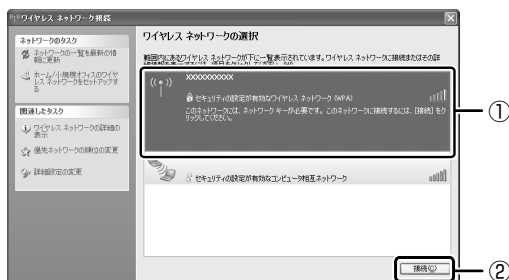 ワイヤレス ネットワーク接続
ネットワークのタスク
ネットワークの一覧を最新の情
報に更新
ホーム/小規模オフィスのワイヤ
レス ネットワークをセットアップす
る
関連したタスク
ワイヤレス ネットワークの詳細の
表示
優先ネットワークの順位の変更
詳細設定の変更
ワイヤレス ネットワークの選択
範囲内にあるワイヤレス ネットワークが下に一覧表示されています。ワイヤレス ネットワークに接続またはその詳
XXXXXXXXXX
セキュリティの設定が有効なワイヤレス ネットワーク (WPA)
このネットワークには、ネットワーク キーが必要です。このネットワークに接続するには、[接続] をク
リックしてください。
セキュリティの設定が有効なコンピュータ相互ネットワーク
接続(C)
①
②